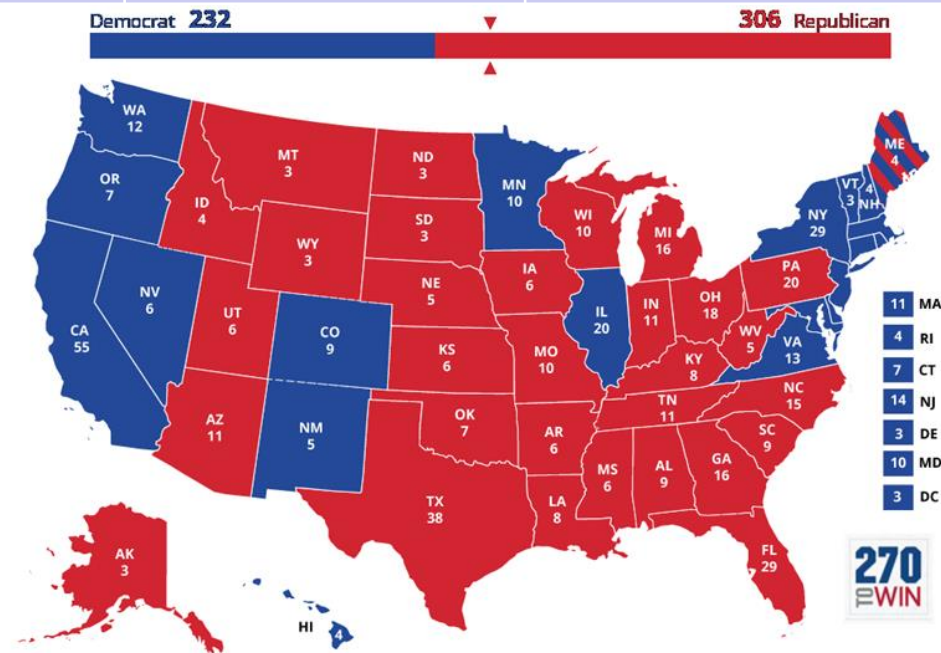 Democrat 232
306 Republican
WA
12
OR
7
CA
55
NV
6
ID
4
MT
3
WY
3
UT
6
AZ
11
CO
9
NM
5
ND
3
SD
3
NE
5
KS
6
OK
7
TX
38
MN
10
IA
6
MO
10
AR
6
LA
8
WI
10
IL
20
MI
16
IN
11
OH
18
KY
8
TN
11
MS
6
AL
9
GA
16
FL
29
SC
9
NC
15
VA
13
WV
5
PA
20
NY
29
VT
3
4
NH
ME
4
11 MA
4 RI
7 CT
14 NJ
3 DE
10 MD
3 DC
AK
3
HI
4
270
TO WIN